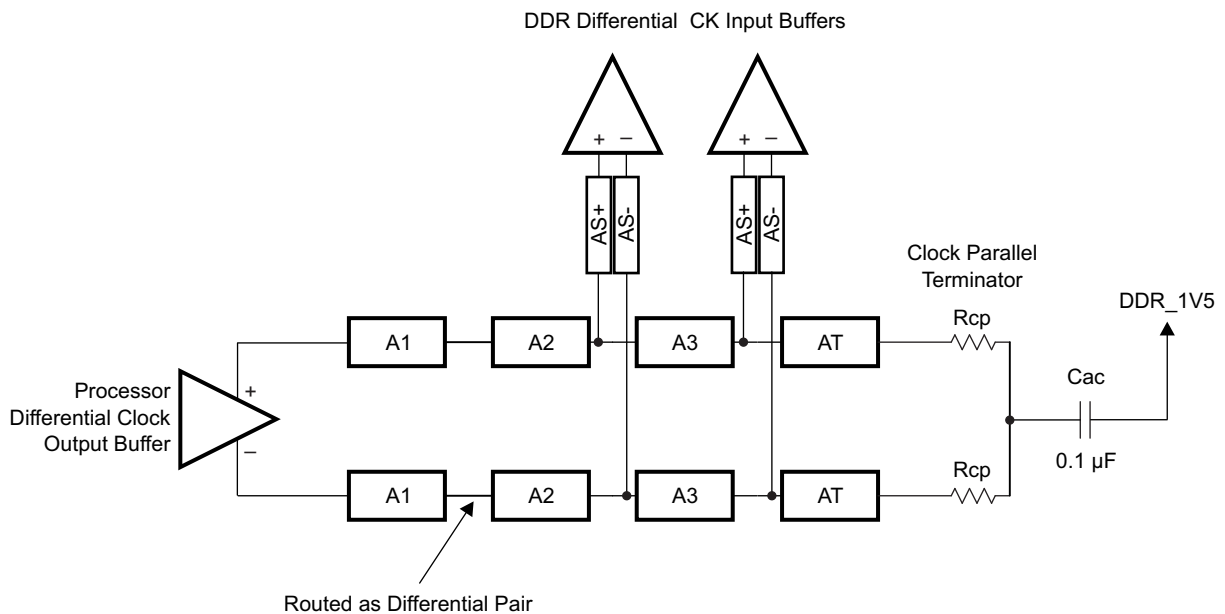 DDR Differential  CK Input Buffers
+ − + −
AS+ AS- AS+ AS-
Clock Parallel
Terminator
DDR_1V5
Rcp
A1 A2 A3 AT
Cac
Processor
Differential Clock
Output Buffer
+
−
0.1 µF
Rcp
A1 A2 A3 AT
Routed as Differential Pair